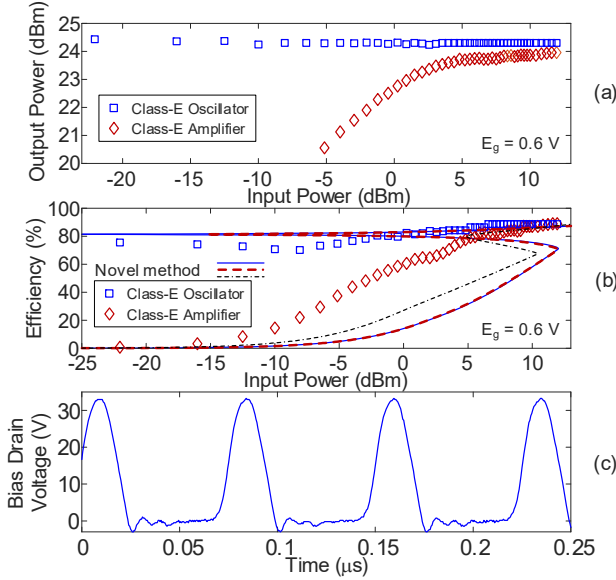 25
24
23
22
21
20
Output Power (dBm)
Class-E Oscillator
Class-E Amplifier
E_g = 0.6 V
(a)
-20 -15 -10 -5 0 5 10
Input Power (dBm)
100
80
60
40
20
0
Efficiency (%)
Novel method
Class-E Oscillator
Class-E Amplifier
E_g = 0.6 V
(b)
-25 -20 -15 -10 -5 0 5 10
Input Power (dBm)
30
20
10
0
Bias Drain
Voltage (V)
(c)
0 0.05 0.1 0.15 0.2 0.25
Time (μs)